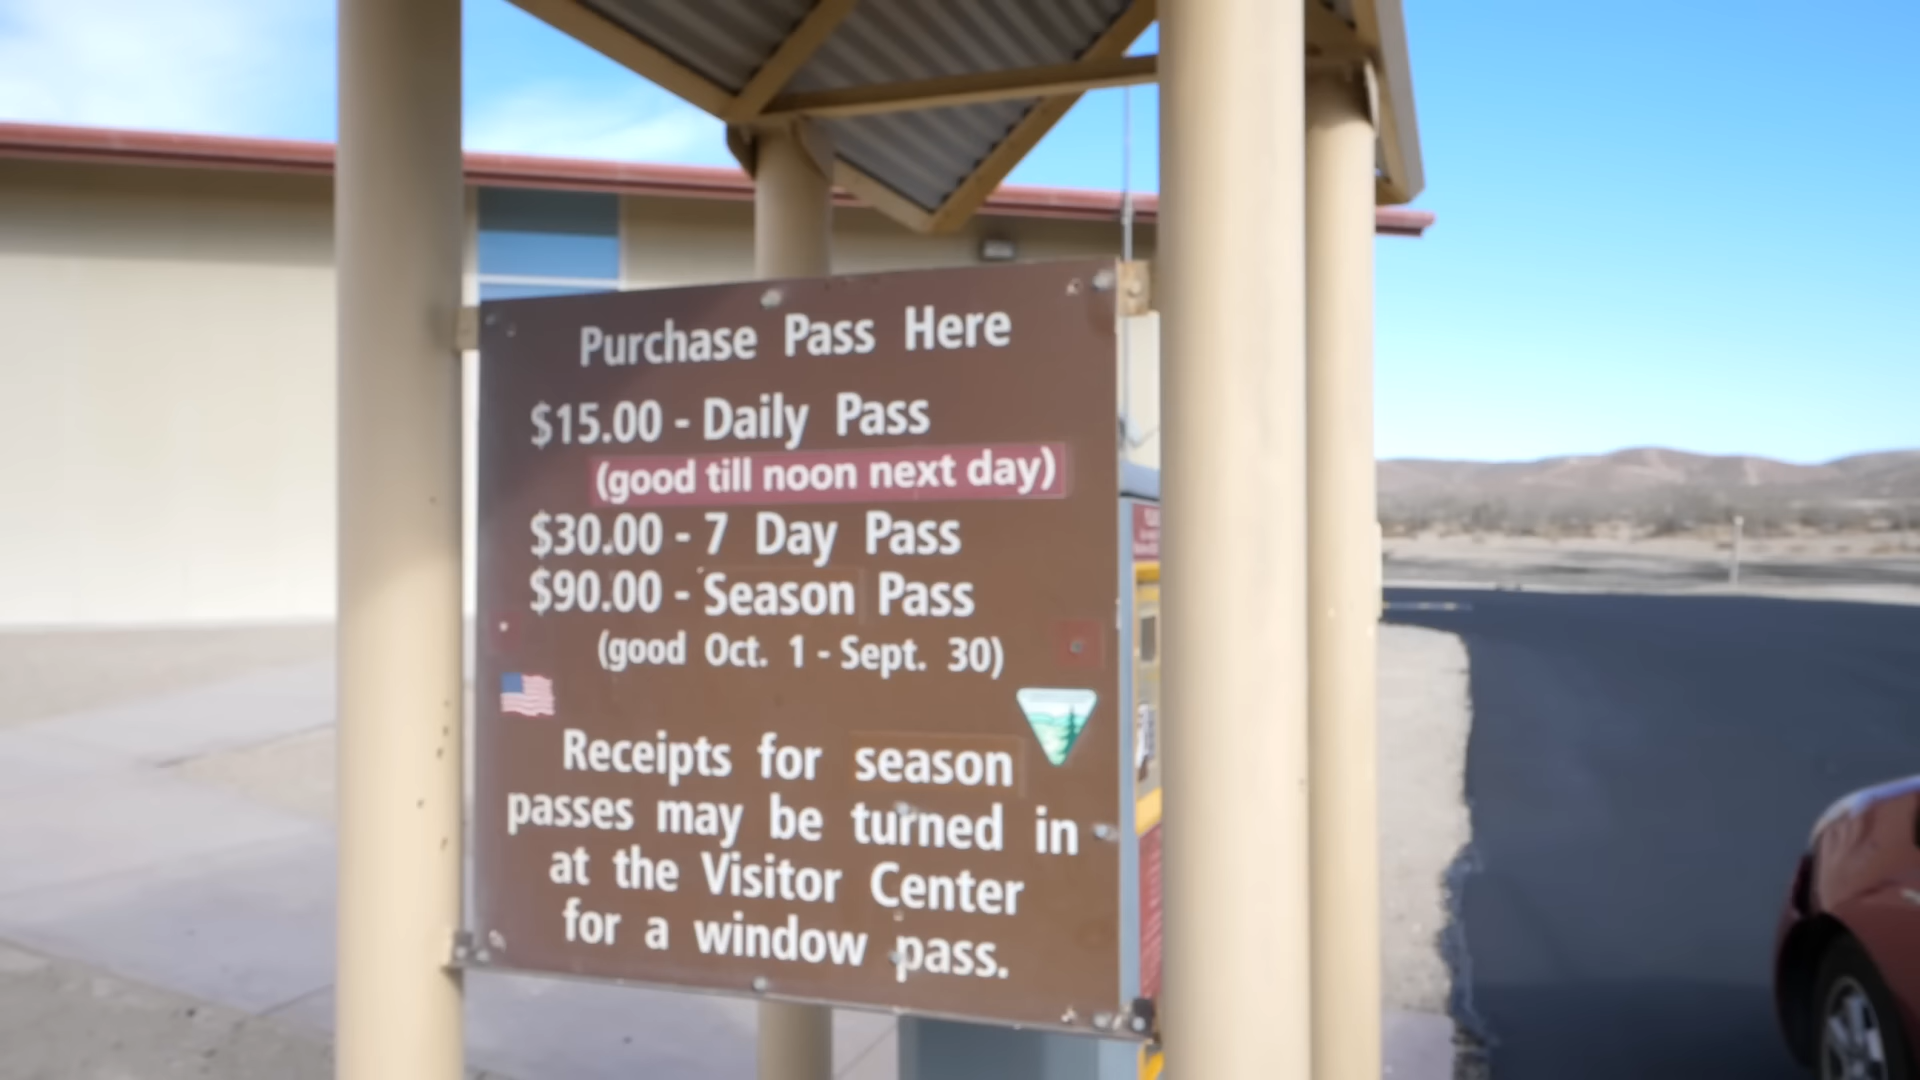 Purchase Pass Here
$15.00 - Daily Pass
(good till noon next day)
$30.00 - 7 Day Pass
$90.00 - Season Pass
(good Oct. 1 - Sept. 30)
Receipts for season
passes may be turned in
at the Visitor Center
for a window pass.